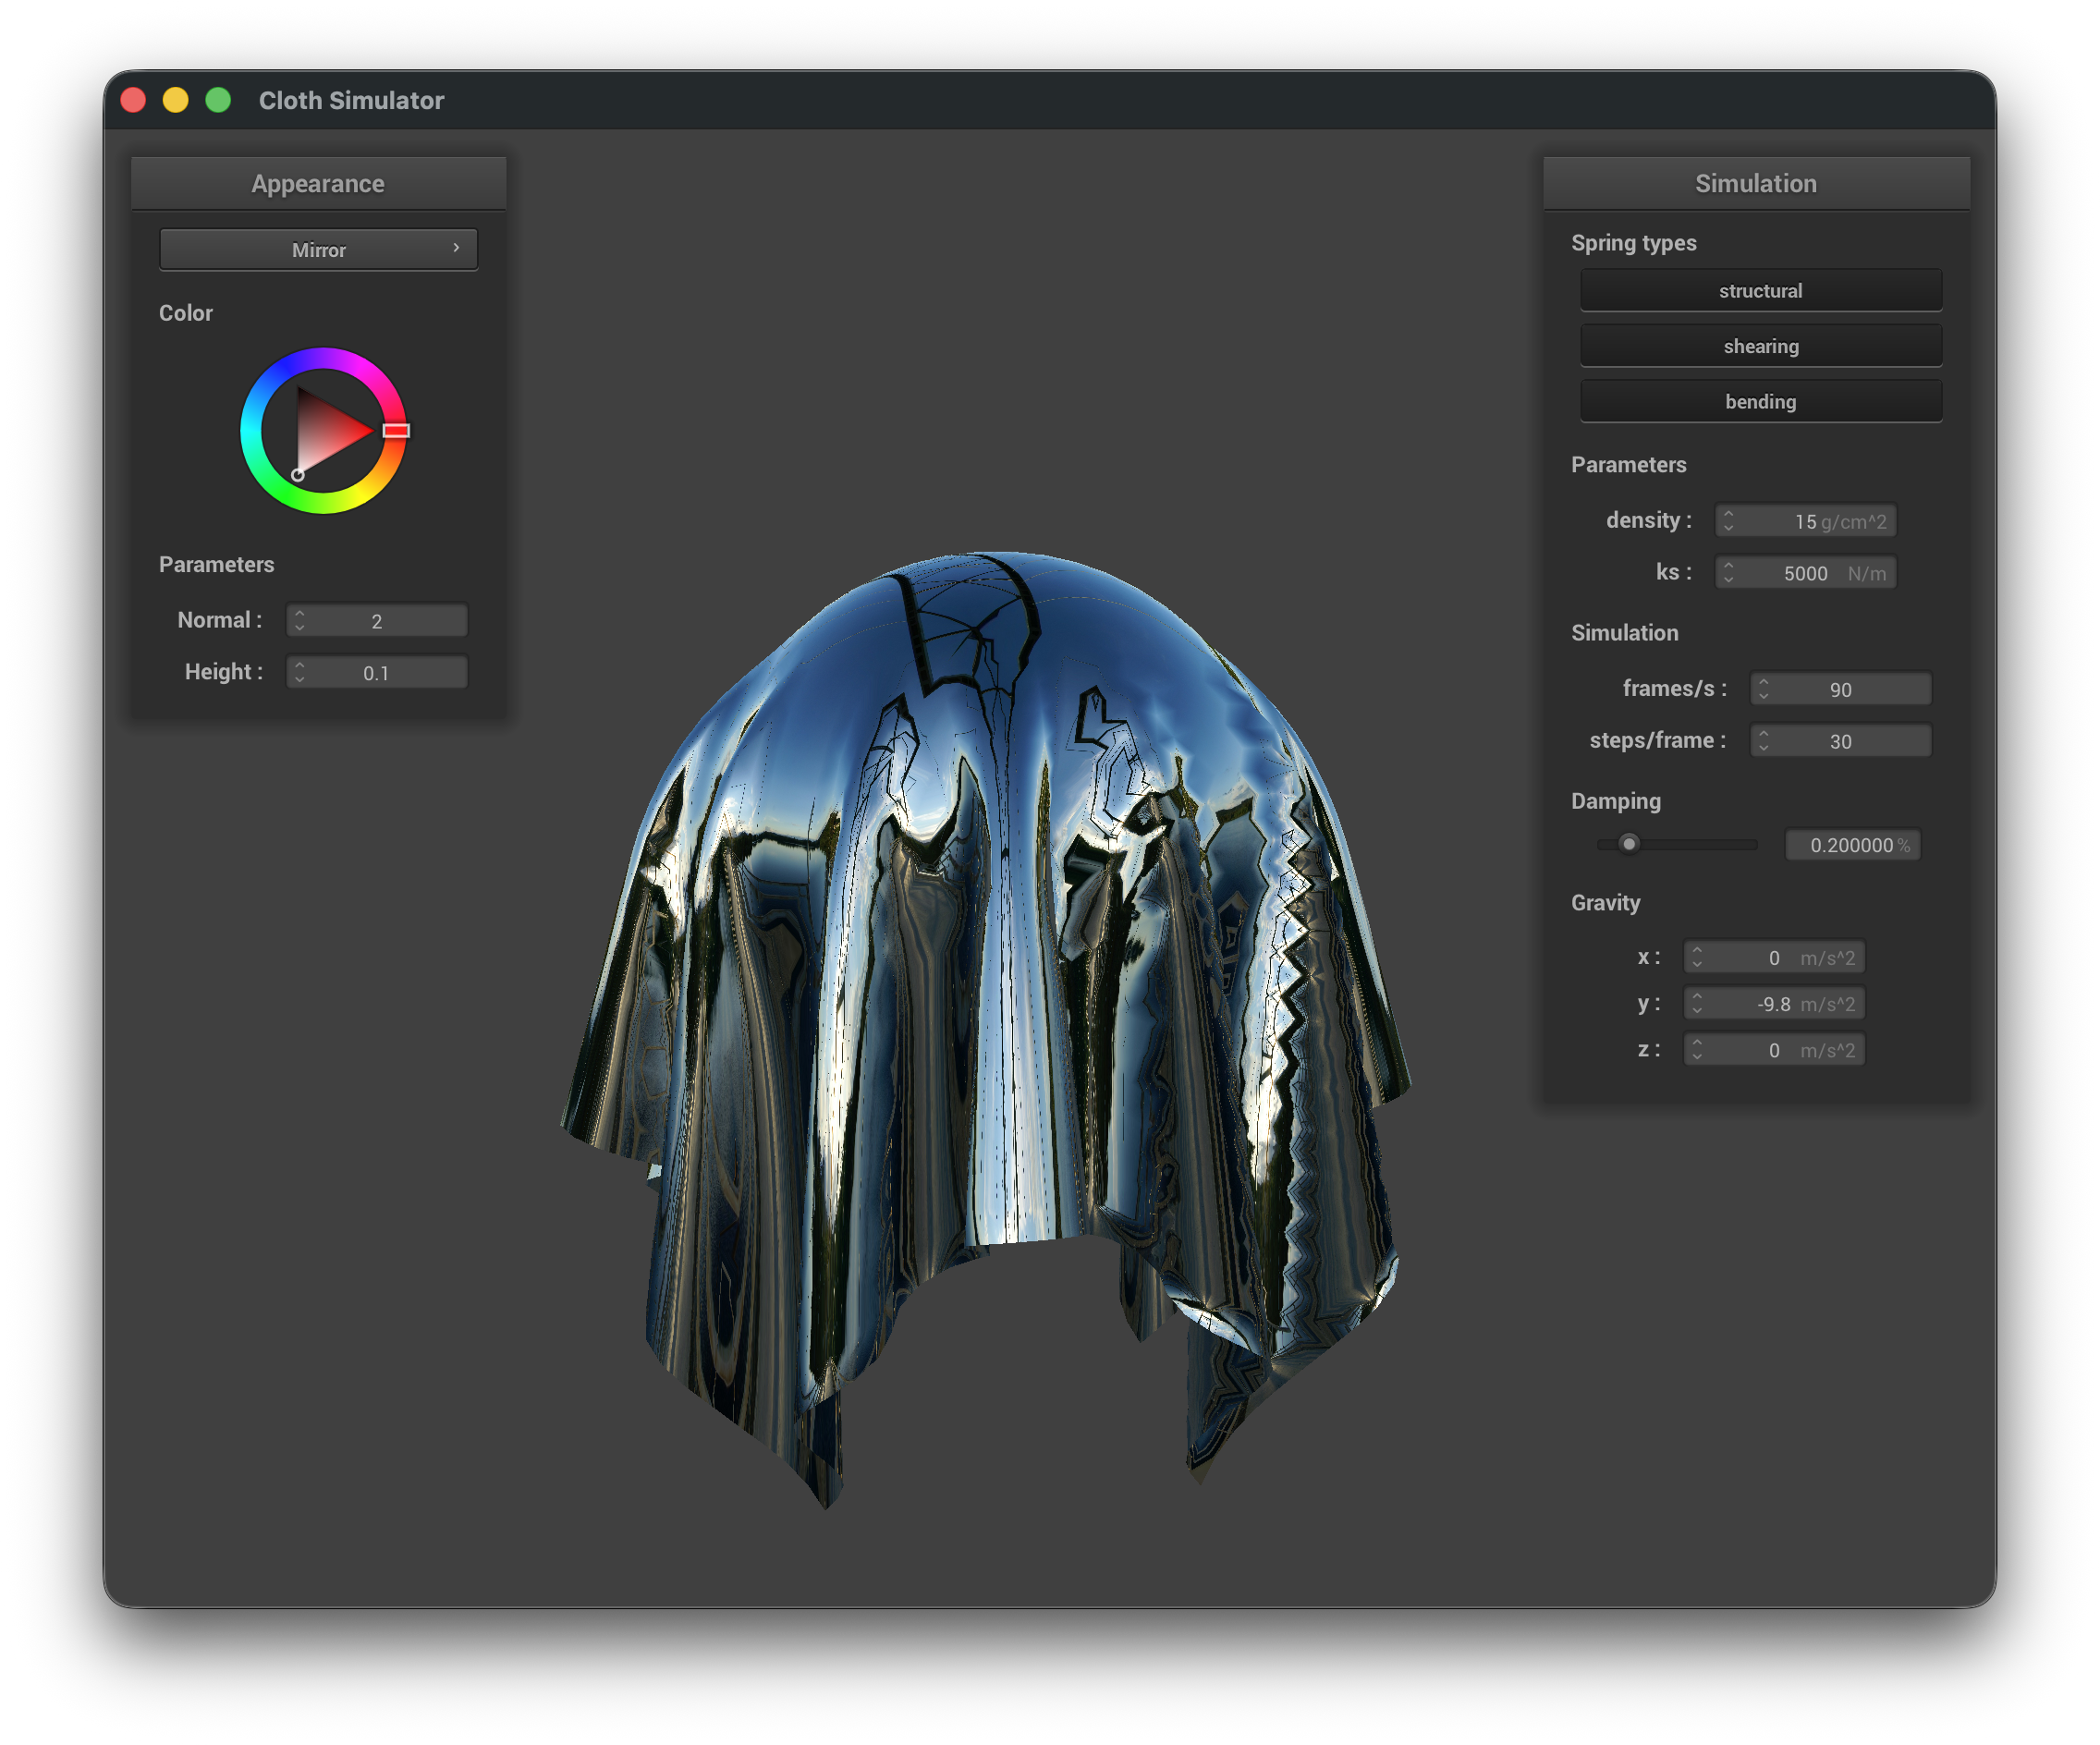 Cloth Simulator
Appearance
Mirror
Color
Parameters
Normal : 2
Height : 0.1
Simulation
Spring types
structural
shearing
bending
Parameters
density : 15 g/cm^2
ks : 5000 N/m
Simulation
frames/s : 90
steps/frame : 30
Damping
0.200000 %
Gravity
x : 0 m/s^2
y : -9.8 m/s^2
z : 0 m/s^2